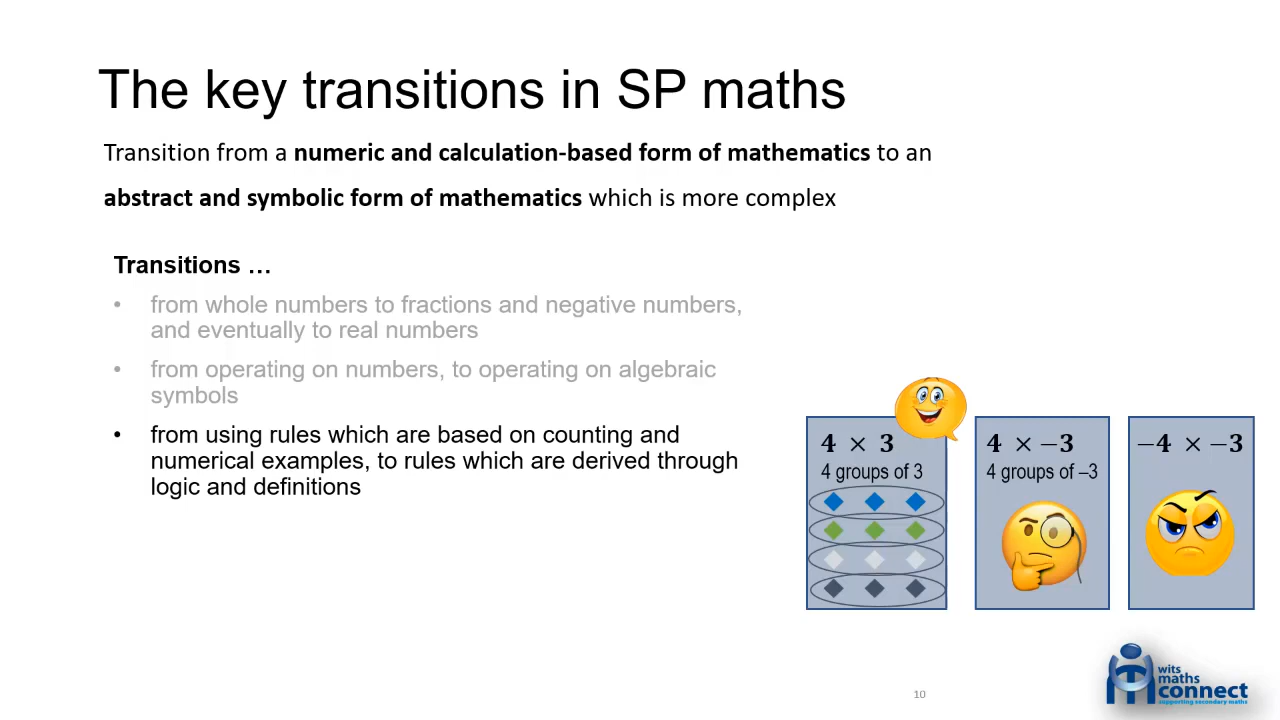 The key transitions in SP maths
Transition from a numeric and calculation-based form of mathematics to an
abstract and symbolic form of mathematics which is more complex
Transitions …
• from whole numbers to fractions and negative numbers,
and eventually to real numbers
• from operating on numbers, to operating on algebraic
symbols
• from using rules which are based on counting and
numerical examples, to rules which are derived through
logic and definitions
4 × 3
4 groups of 3
4 × −3
4 groups of –3
−4 × −3
10
wits
maths
connect
supporting secondary maths